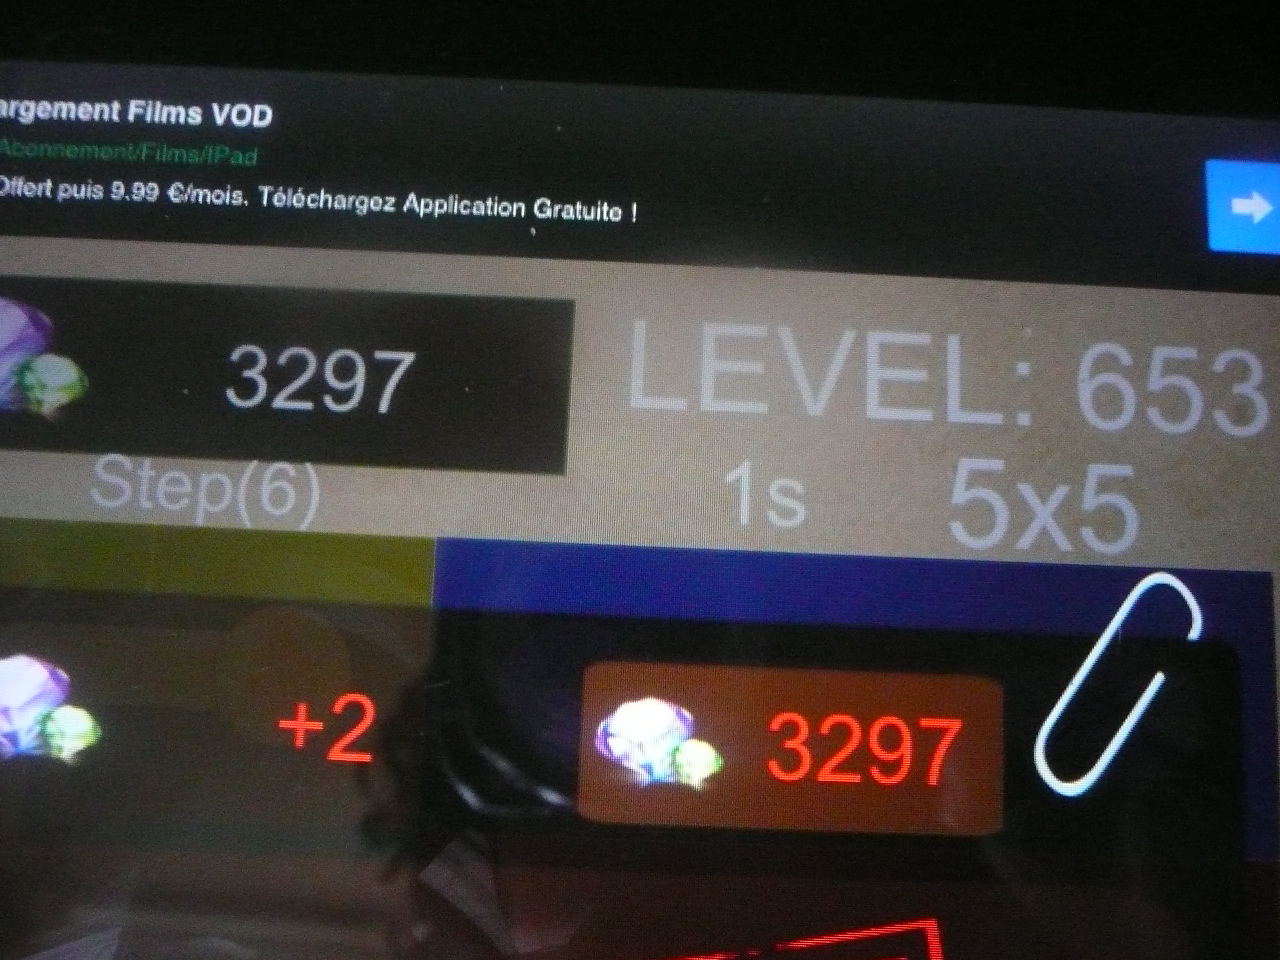 argement Films VOD
Abonnement/Films/iPad
Offert puis 9.99 €/mois. Téléchargez Application Gratuite !
3297
LEVEL: 653
Step(6)
1s
5x5
+2
3297